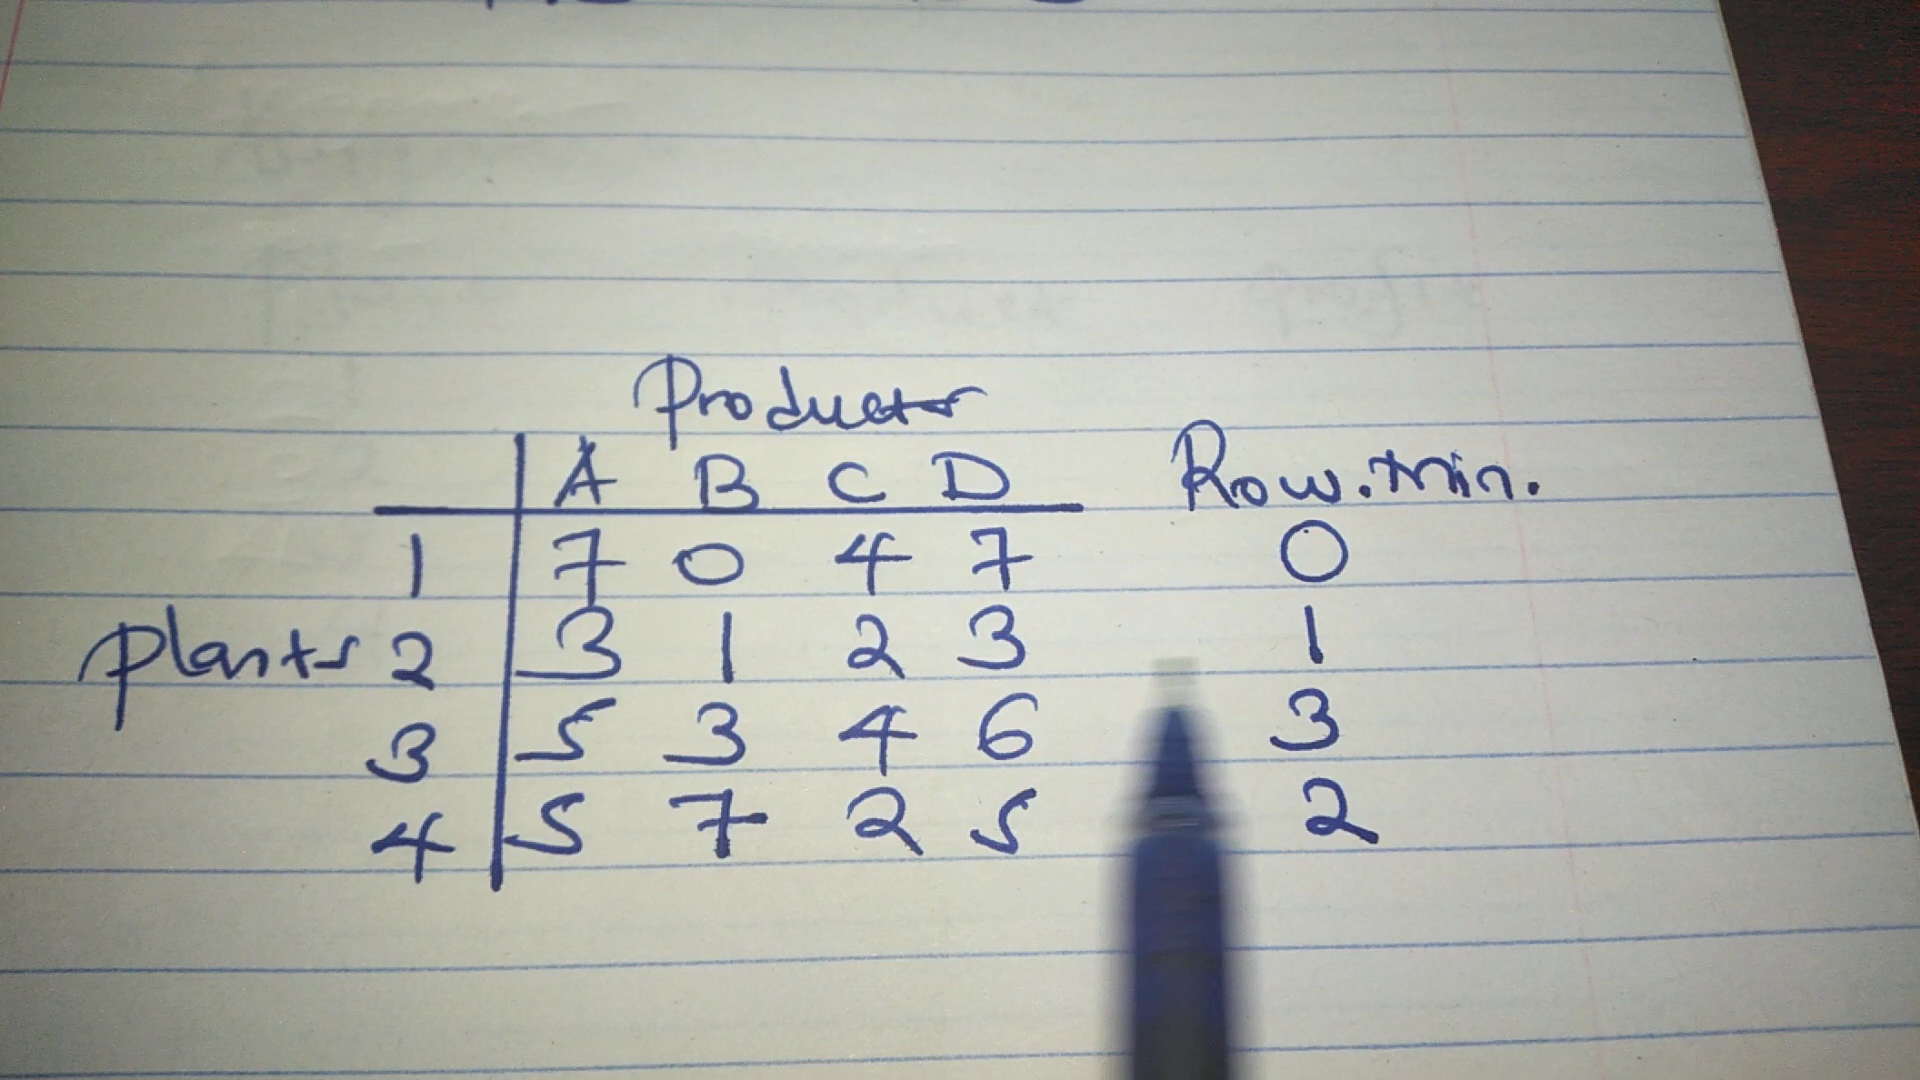 Products
A B C D Row.Min.
1 7 0 4 7 0
Plants 2 3 1 2 3 1
3 5 3 4 6 3
4 5 7 2 5 2